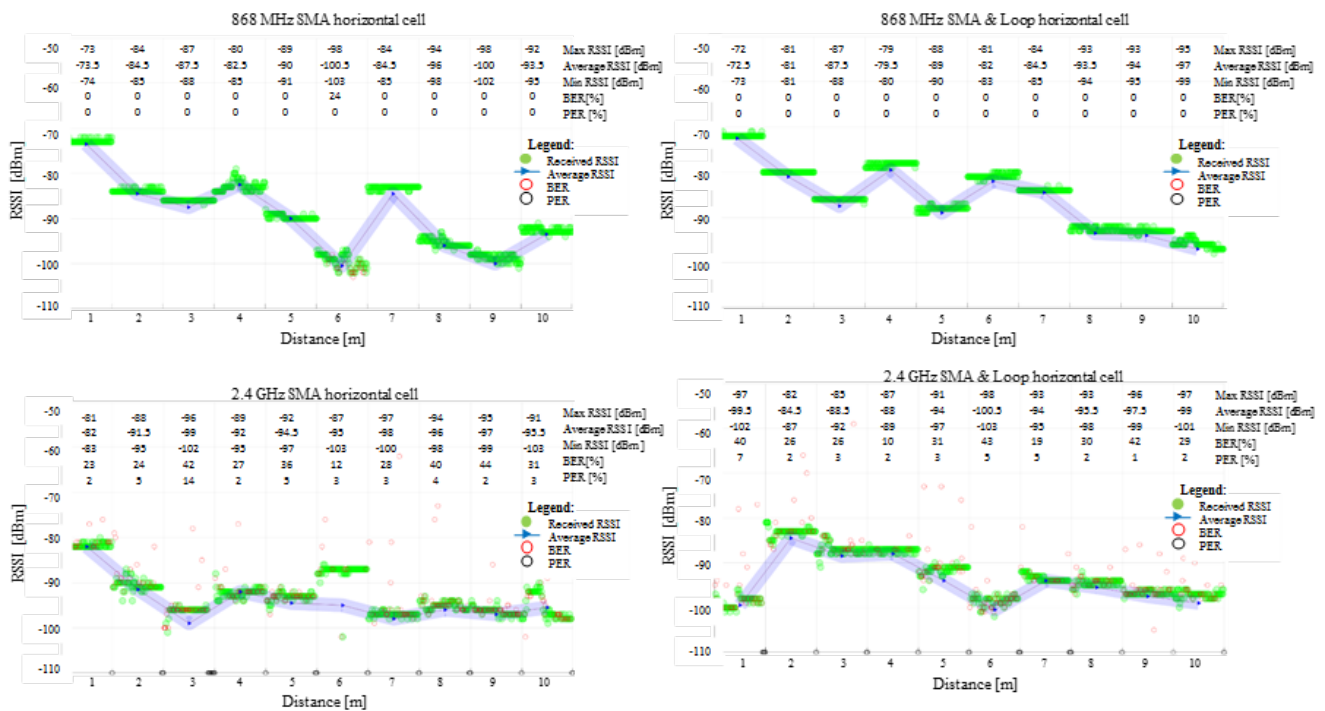 868 MHz SMA horizontal cell
-50 -73 -84 -87 -80 -89 -98 -84 -94 -98 -92 Max RSSI [dBm]
-73.5 -84.5 -87.5 -82.5 -90 -100.5 -84.5 -96 -100 -93.5 Average RSSI [dBm]
-74 -85 -88 -85 -91 -103 -85 -98 -102 -95 Min RSSI [dBm]
-60 0 0 0 0 0 24 0 0 0 0 BER[%]
0 0 0 0 0 0 0 0 0 0 PER [%]
-70
Legend:
Received RSSI
-80 Average RSSI
BER
PER
-90
-100
-110
RSSI [dBm]
1 2 3 4 5 6 7 8 9 10
Distance [m]
868 MHz SMA & Loop horizontal cell
-50 -72 -81 -87 -79 -88 -81 -84 -93 -93 -95 Max RSSI [dBm]
-72.5 -81 -87.5 -79.5 -89 -82 -84.5 -93.5 -94 -97 Average RSSI [dBm]
-73 -81 -88 -80 -90 -83 -85 -94 -95 -99 Min RSSI [dBm]
-60 0 0 0 0 0 0 0 0 0 0 BER[%]
0 0 0 0 0 0 0 0 0 0 PER [%]
-70
Legend:
Received RSSI
-80 Average RSSI
BER
PER
-90
-100
-110
RSSI [dBm]
1 2 3 4 5 6 7 8 9 10
Distance [m]
2.4 GHz SMA horizontal cell
-50 -81 -88 -96 -89 -92 -87 -97 -94 -95 -91 Max RSSI [dBm]
-82 -91.5 -99 -92 -94.5 -95 -98 -96 -97 -95.5 Average RSSI [dBm]
-60 -83 -95 -102 -95 -97 -103 -100 -98 -99 -103 Min RSSI [dBm]
23 24 42 27 36 12 28 40 44 31 BER[%]
2 5 14 2 5 3 3 4 2 3 PER [%]
-70
Legend:
Received RSSI
-80 Average RSSI
BER
PER
-90
-100
-110
RSSI [dBm]
1 2 3 4 5 6 7 8 9 10
Distance [m]
2.4 GHz SMA & Loop horizontal cell
-50 -97 -82 -85 -87 -91 -98 -93 -93 -96 -97 Max RSSI [dBm]
-99.5 -84.5 -88.5 -88 -94 -100.5 -94 -95.5 -97.5 -99 Average RSSI [dBm]
-60 -102 -87 -92 -89 -97 -103 -95 -98 -99 -101 Min RSSI [dBm]
40 26 26 10 31 43 19 30 42 29 BER[%]
7 2 3 2 3 5 5 2 1 2 PER [%]
-70
Legend:
Received RSSI
-80 Average RSSI
BER
PER
-90
-100
-110
RSSI [dBm]
1 2 3 4 5 6 7 8 9 10
Distance [m]